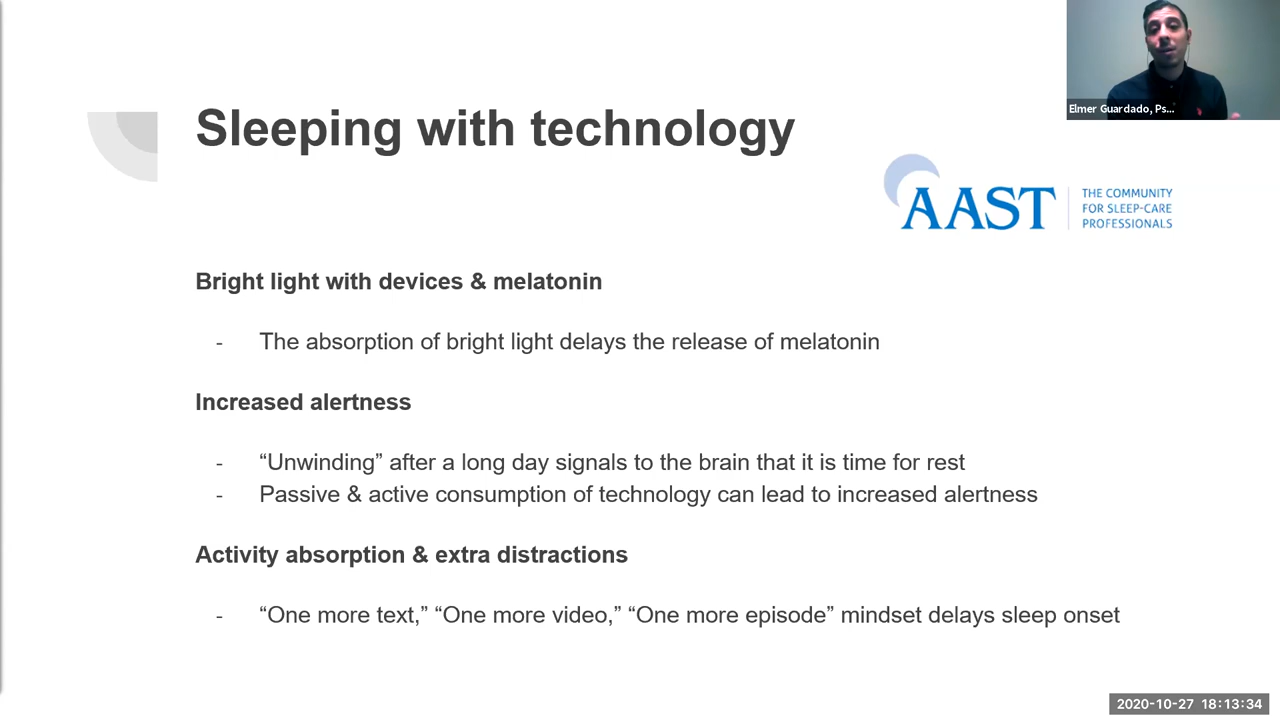 Elmer Guardado, Ps...
Sleeping with technology
AAST
THE COMMUNITY
FOR SLEEP-CARE
PROFESSIONALS
Bright light with devices & melatonin
- The absorption of bright light delays the release of melatonin
Increased alertness
- “Unwinding” after a long day signals to the brain that it is time for rest
- Passive & active consumption of technology can lead to increased alertness
Activity absorption & extra distractions
- “One more text,” “One more video,” “One more episode” mindset delays sleep onset
2020-10-27 18:13:34